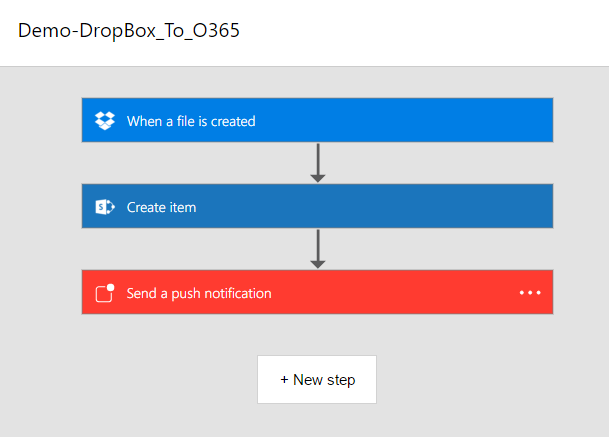 Demo-DropBox_To_O365
When a file is created
Create item
Send a push notification
+ New step